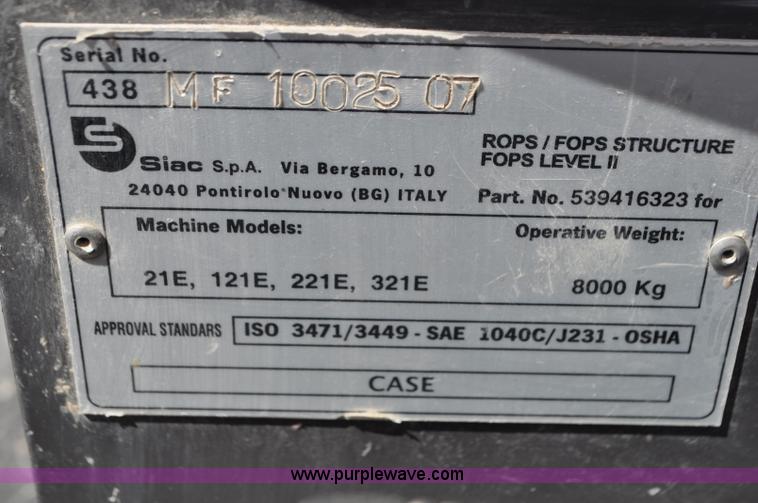 Serial No.
438 MF 10025 07
S
Siac S.p.A. Via Bergamo, 10
24040 Pontirolo Nuovo (BG) ITALY
ROPS / FOPS STRUCTURE
FOPS LEVEL II
Part. No. 539416323 for
Machine Models: Operative Weight:
21E, 121E, 221E, 321E 8000 Kg
APPROVAL STANDARS ISO 3471/3449 - SAE 1040C/J231 - OSHA
CASE
www.purplewave.com